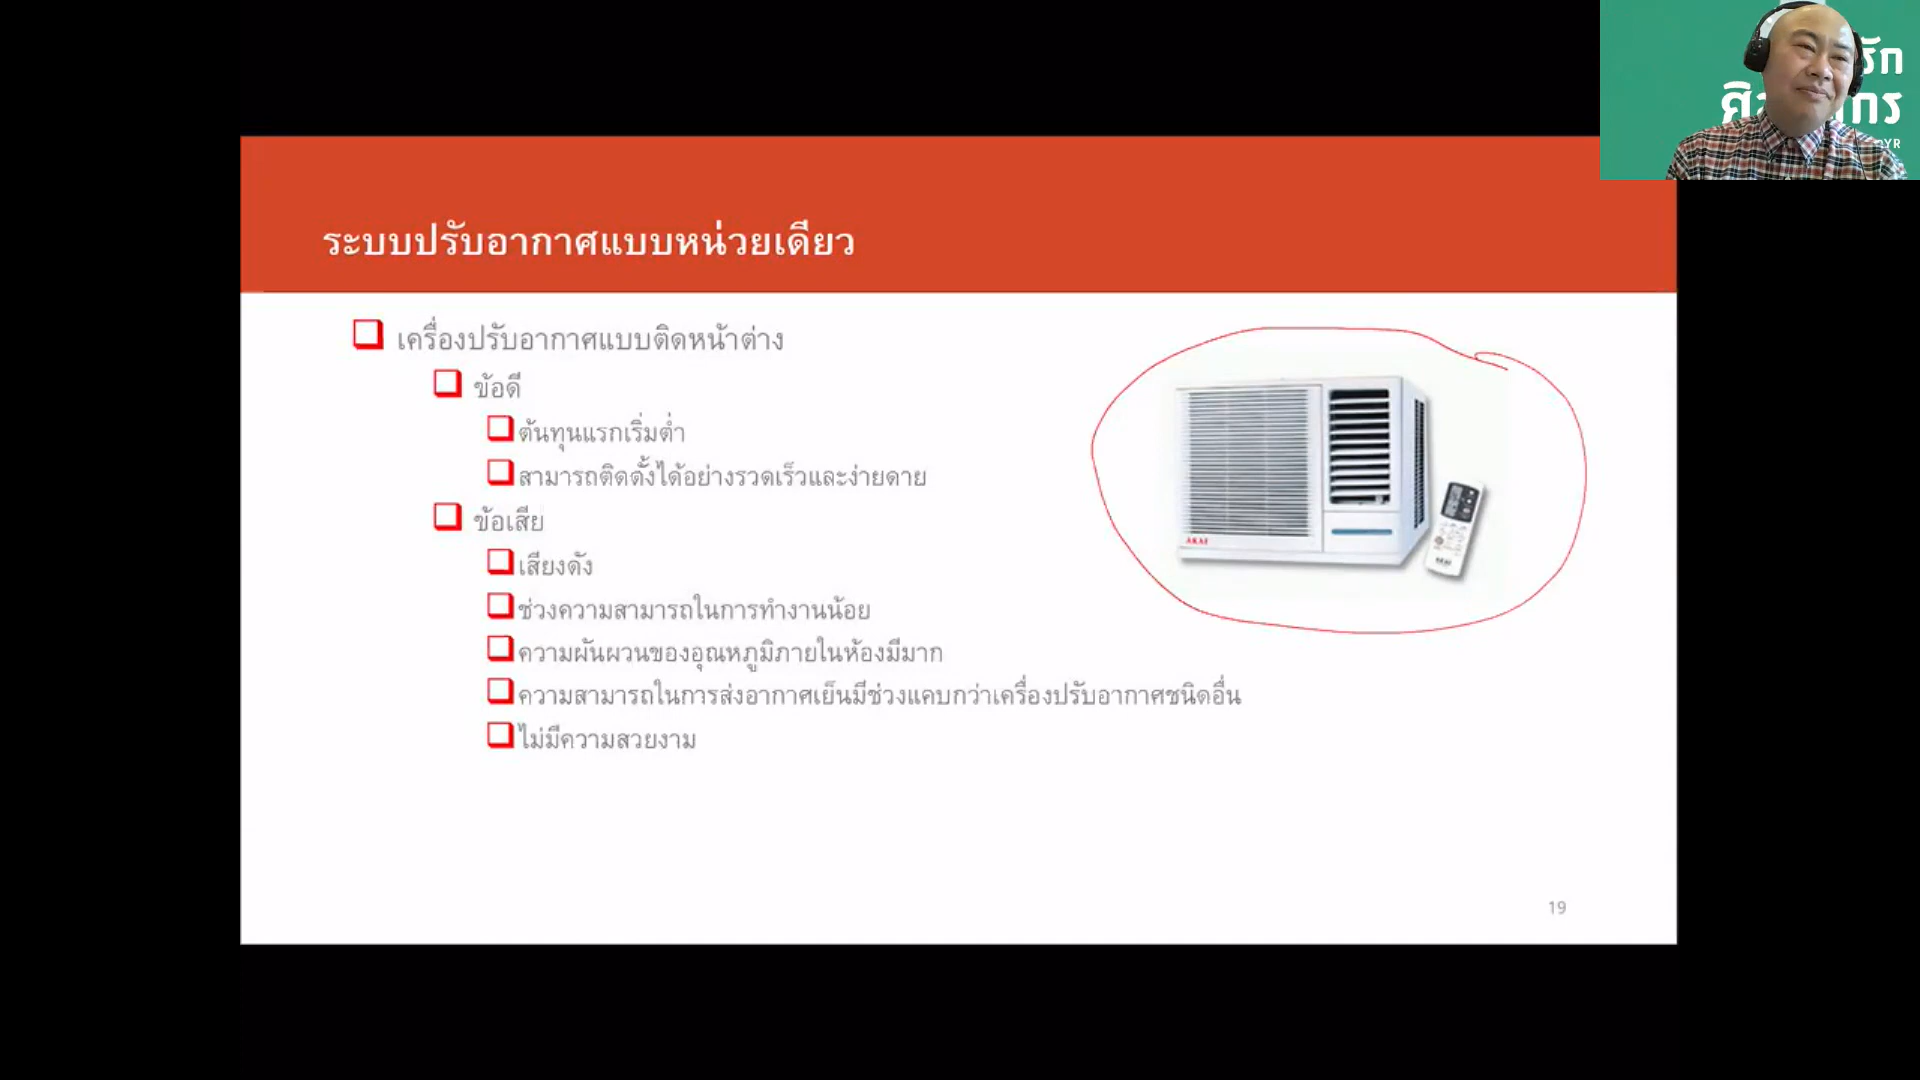 ระบบปรับอากาศแบบหน่วยเดียว
เครื่องปรับอากาศแบบติดหน้าต่าง
ข้อดี
ต้นทุนแรกเริ่มต่ำ
สามารถติดตั้งได้อย่างรวดเร็วและง่ายดาย
ข้อเสีย
เสียงดัง
ช่วงความสามารถในการทำงานน้อย
ความผันผวนของอุณหภูมิภายในห้องมีมาก
ความสามารถในการส่งอากาศเย็นมีช่วงแคบกว่าเครื่องปรับอากาศชนิดอื่น
ไม่มีความสวยงาม
AKAI
19